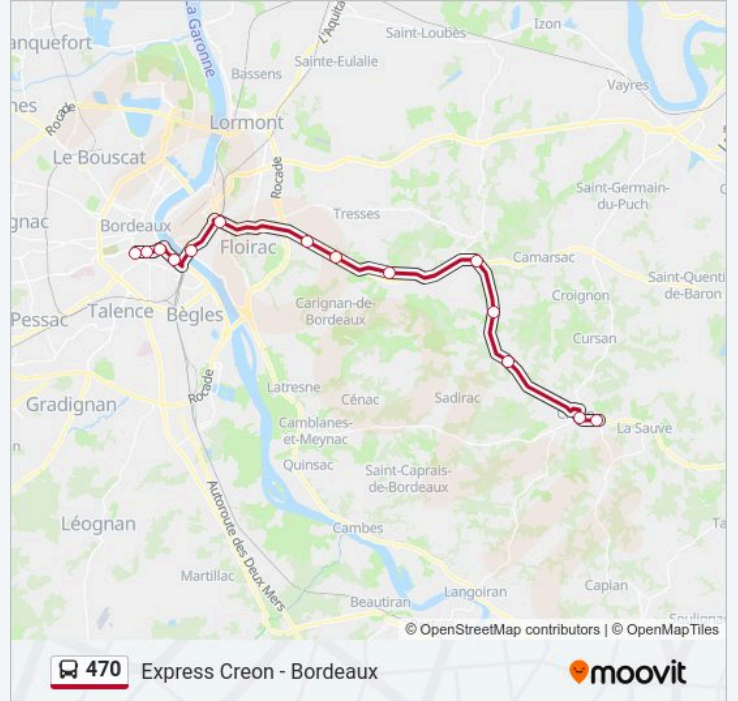 Izon
Saint-Loubès
L'Aquita
anquefort
La Garonne
Sainte-Eulalie
Bassens
Vayres
nes
Rocade
Lormont
Le Bouscat
Rocade
Saint-Germain-
du-Puch
gnac
Tresses
Bordeaux
Floirac
Camarsac
Saint-Quenti
de-Baron
Croignon
Carignan-de-
Bordeaux
Talence
Bègles
Pessac
Cursan
Rocade
Latresne
Cénac
Sadirac
Gradignan
La Sauve
Camblanes-
et-Meynac
Quinsac
Saint-Caprais-
de-Bordeaux
Autoroute des Deux Mers
Léognan
Cambes
Ta
Martillac
Langoiran
Capian
Beautiran
Soulignac
© OpenStreetMap contributors | © OpenMapTiles
470 Express Creon - Bordeaux
moovit